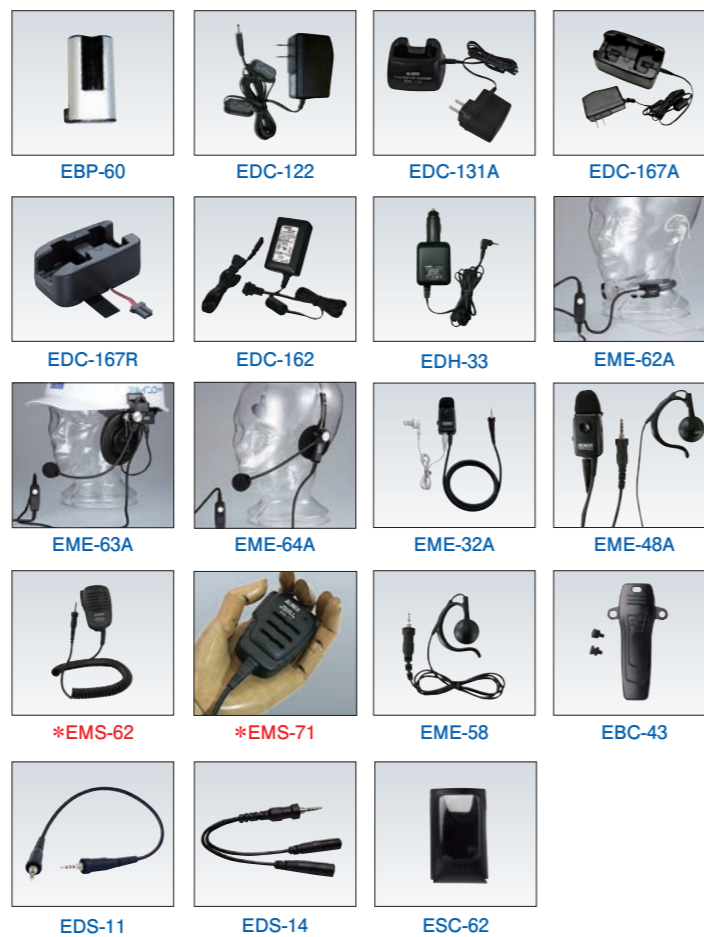 EBP-60
EDC-122
EDC-131A
EDC-167A
EDC-167R
EDC-162
EDH-33
EME-62A
EME-63A
EME-64A
EME-32A
EME-48A
*EMS-62
*EMS-71
EME-58
EBC-43
EDS-11
EDS-14
ESC-62